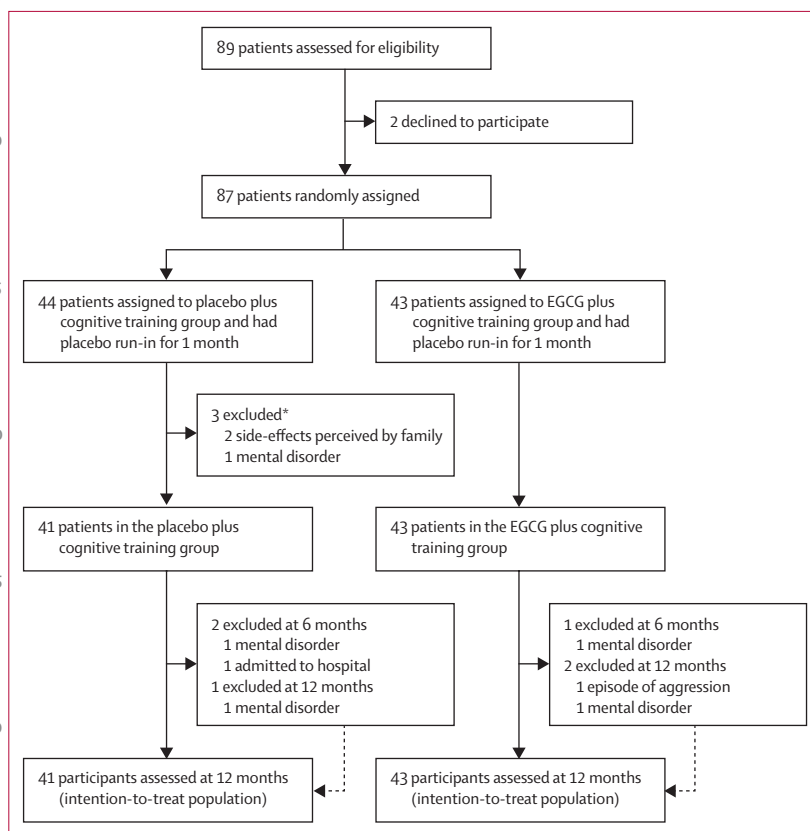 89 patients assessed for eligibility
2 declined to participate
87 patients randomly assigned
44 patients assigned to placebo plus
cognitive training group and had
placebo run-in for 1 month
43 patients assigned to EGCG plus
cognitive training group and had
placebo run-in for 1 month
3 excluded*
2 side-effects perceived by family
1 mental disorder
41 patients in the placebo plus
cognitive training group
43 patients in the EGCG plus cognitive
training group
2 excluded at 6 months
1 mental disorder
1 admitted to hospital
1 excluded at 12 months
1 mental disorder
1 excluded at 6 months
1 mental disorder
2 excluded at 12 months
1 episode of aggression
1 mental disorder
41 participants assessed at 12 months
(intention-to-treat population)
43 participants assessed at 12 months
(intention-to-treat population)